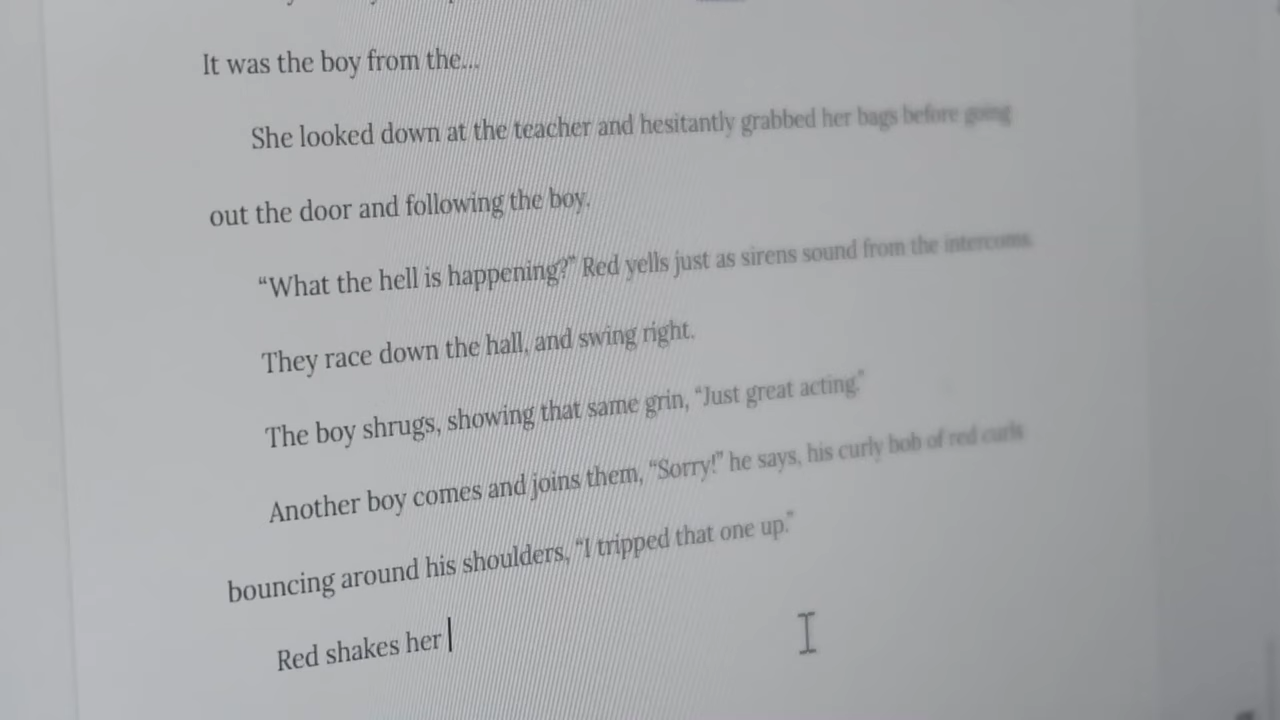 It was the boy from the...
She looked down at the teacher and hesitantly grabbed her bags before going
out the door and following the boy.
“What the hell is happening?” Red yells just as sirens sound from the intercoms.
They race down the hall, and swing right.
The boy shrugs, showing that same grin, “Just great acting.”
Another boy comes and joins them, “Sorry!” he says, his curly bob of red curls
bouncing around his shoulders, “I tripped that one up.”
Red shakes her